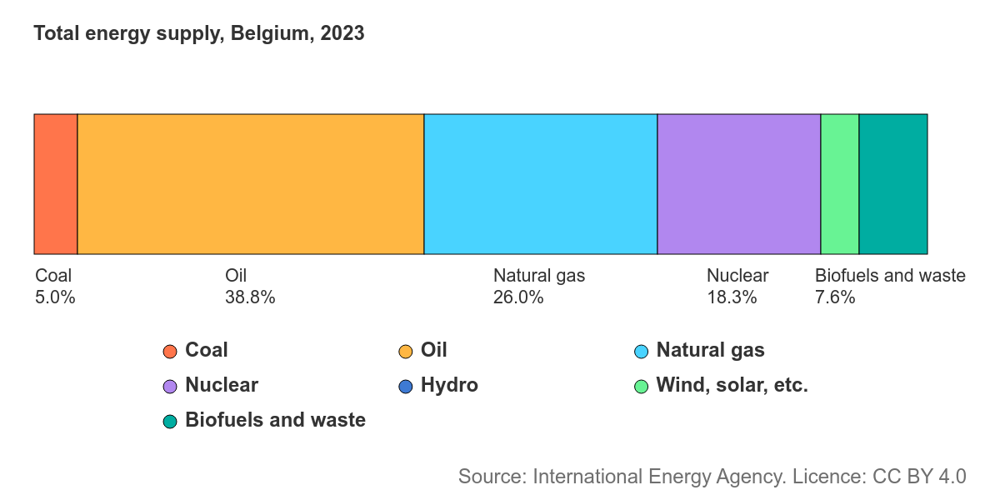 Total energy supply, Belgium, 2023
Coal Oil Natural gas Nuclear Biofuels and waste
5.0% 38.8% 26.0% 18.3% 7.6%
Coal Oil Natural gas
Nuclear Hydro Wind, solar, etc.
Biofuels and waste
Source: International Energy Agency. Licence: CC BY 4.0